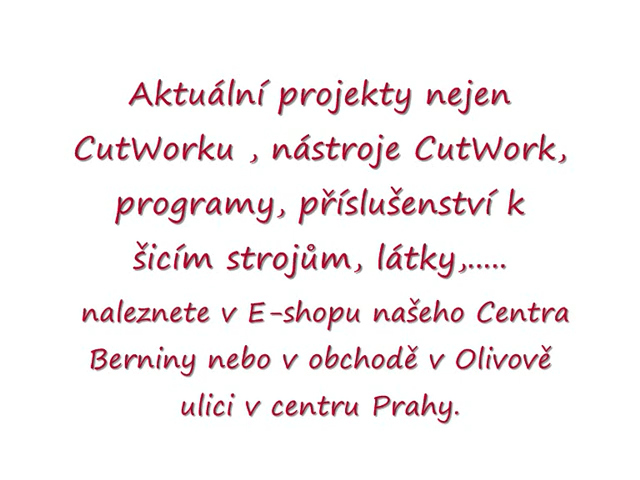 Aktuální projekty nejen
CutWorku , nástroje CutWork,
programy, příslušenství k
šicím strojům, látky,.....
naleznete v E-shopu našeho Centra
Berniny nebo v obchodě v Olivově
ulici v centru Prahy.